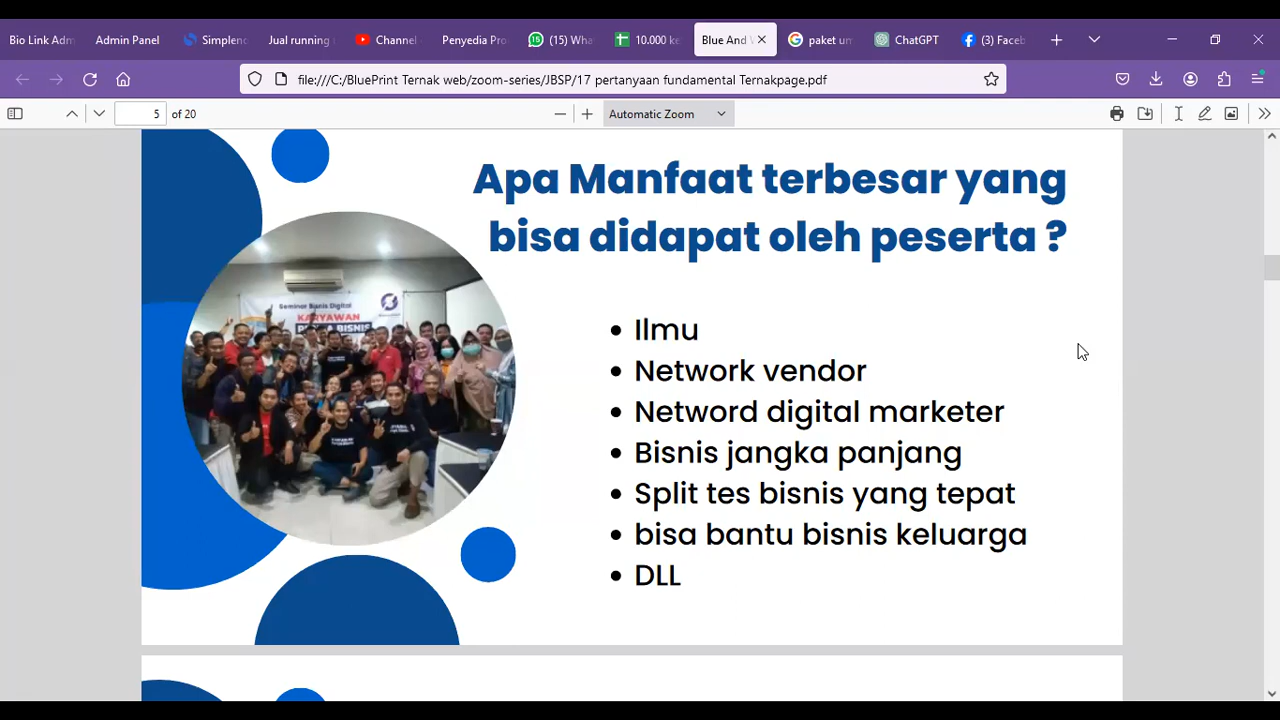 Bio Link Adm
Admin Panel
Simplenc
Jual running
Channel
Penyedia Pro
(15) Wha
10.000 ke
Blue And W
paket um
ChatGPT
(3) Faceb
file:///C:/BluePrint Ternak web/zoom-series/JBSP/17 pertanyaan fundamental Ternakpage.pdf
5 of 20
Automatic Zoom
Apa Manfaat terbesar yang
bisa didapat oleh peserta ?
Seminar Bisnis Digital
KARYAWAN
BISNIS
• Ilmu
• Network vendor
• Netword digital marketer
• Bisnis jangka panjang
• Split tes bisnis yang tepat
• bisa bantu bisnis keluarga
• DLL